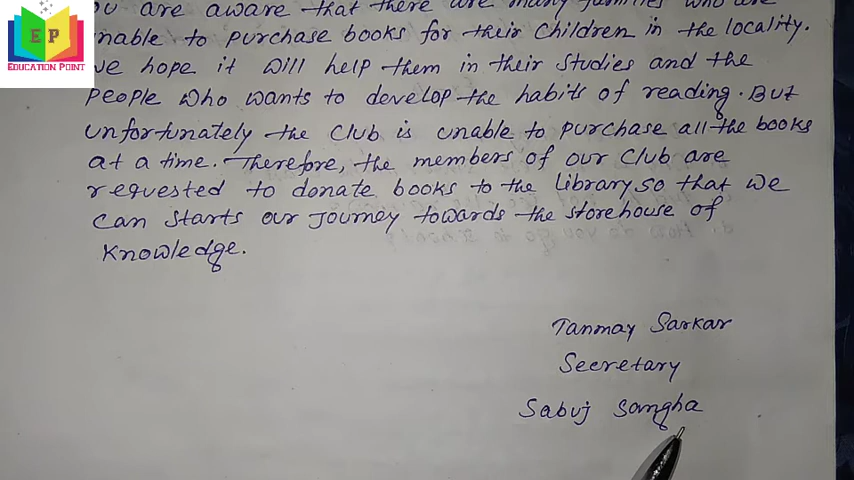 EP
EDUCATION POINT
you are aware that there are many families who are
unable to purchase books for their children in the locality.
we hope it will help them in their studies and the
people who wants to develop the habits of reading. But
unfortunately the club is unable to purchase all the books
at a time. Therefore, the members of our club are
requested to donate books to the library, so that we
can starts our journey towards the storehouse of
knowledge.
Tanmay Sarkar
Secretary
Sabuj Samgha